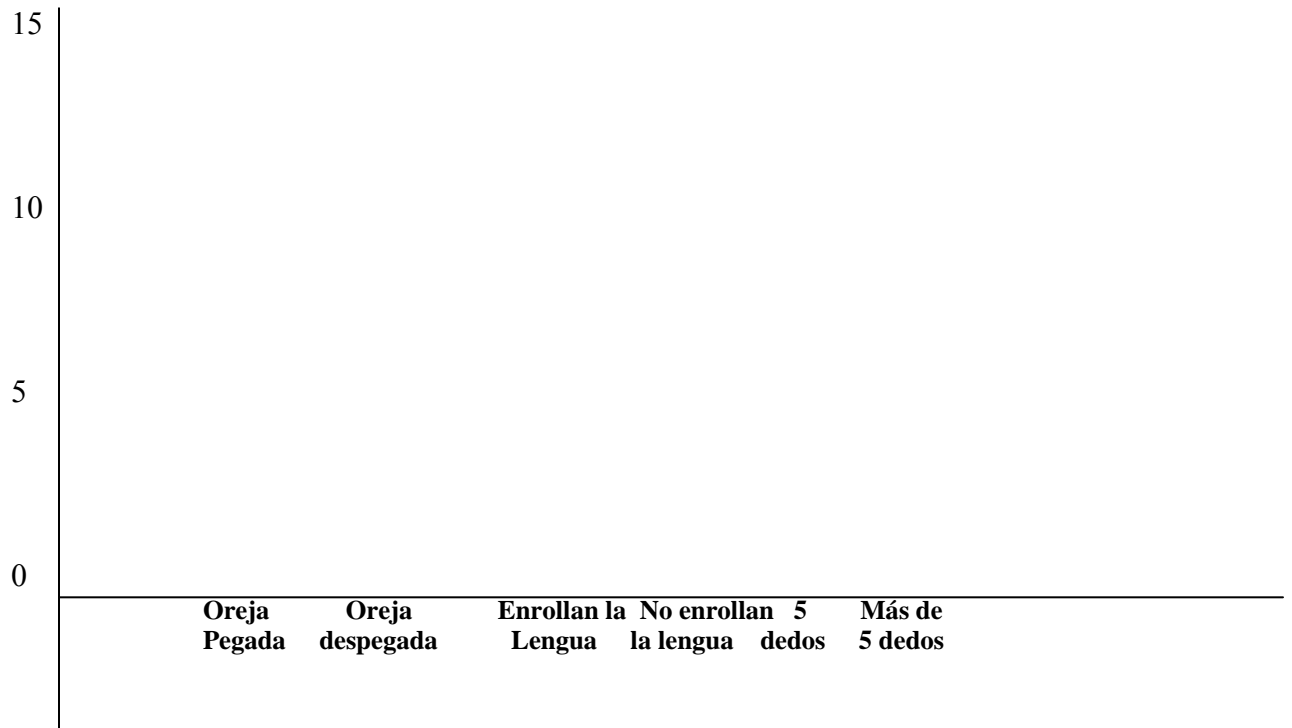 15
10
5
0
Oreja Oreja Enrollan la No enrollan 5 Más de
Pegada despegada Lengua la lengua dedos 5 dedos